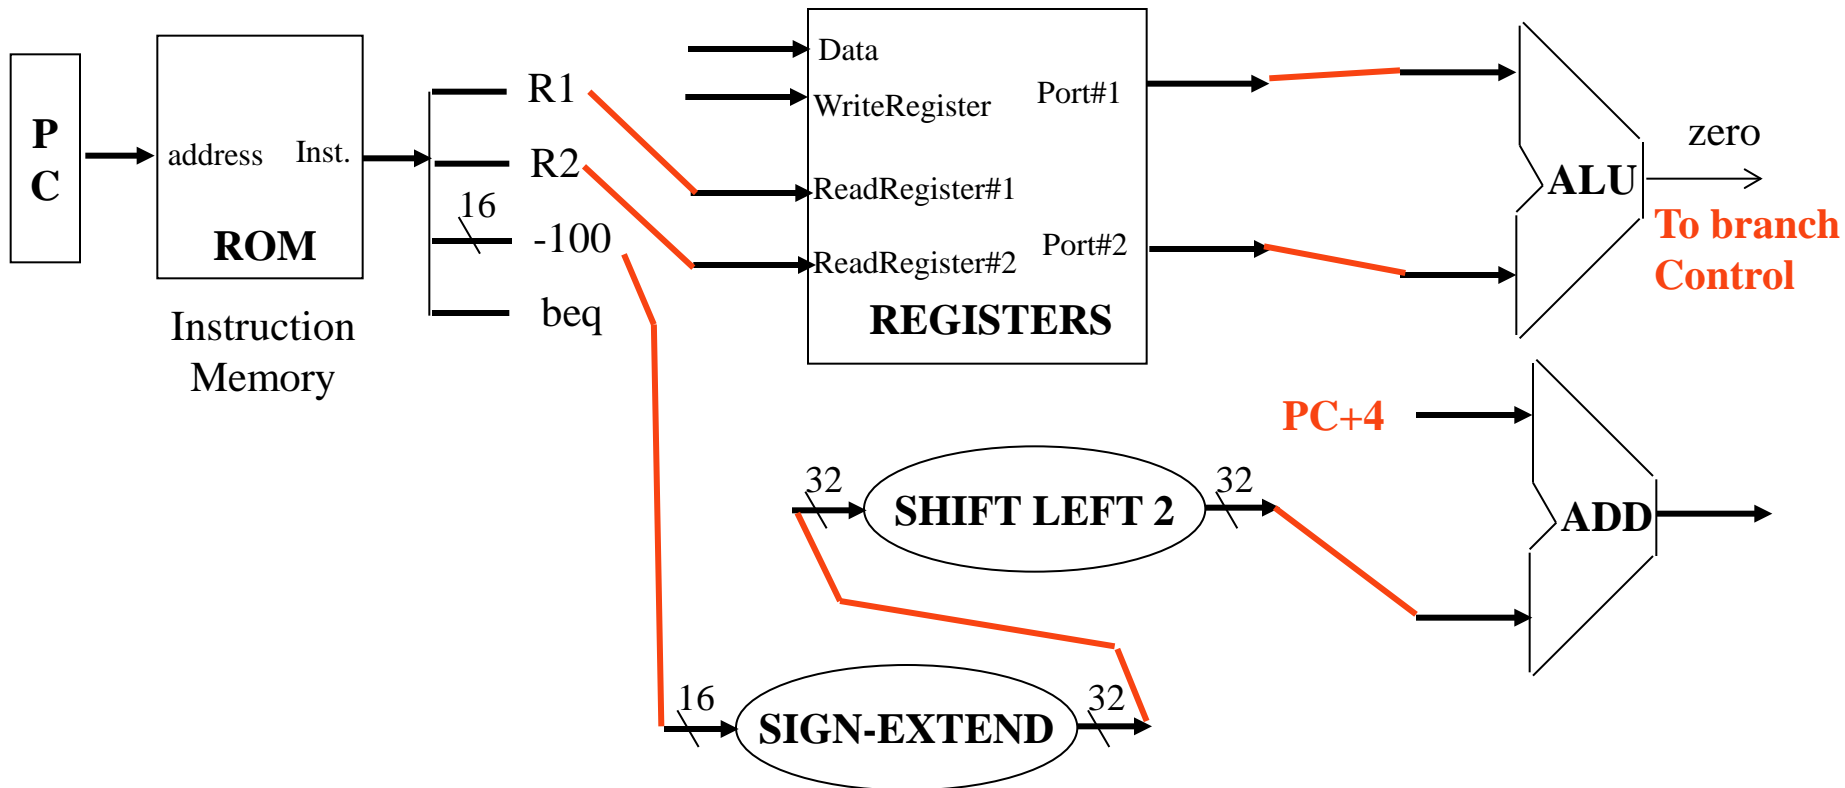 P
C
address
Inst.
ROM
Instruction
Memory
R1
R2
16
-100
beq
Data
WriteRegister
Port#1
ReadRegister#1
ReadRegister#2
Port#2
REGISTERS
ALU
zero
To branch
Control
PC+4
32
SHIFT LEFT 2
32
ADD
16
SIGN-EXTEND
32